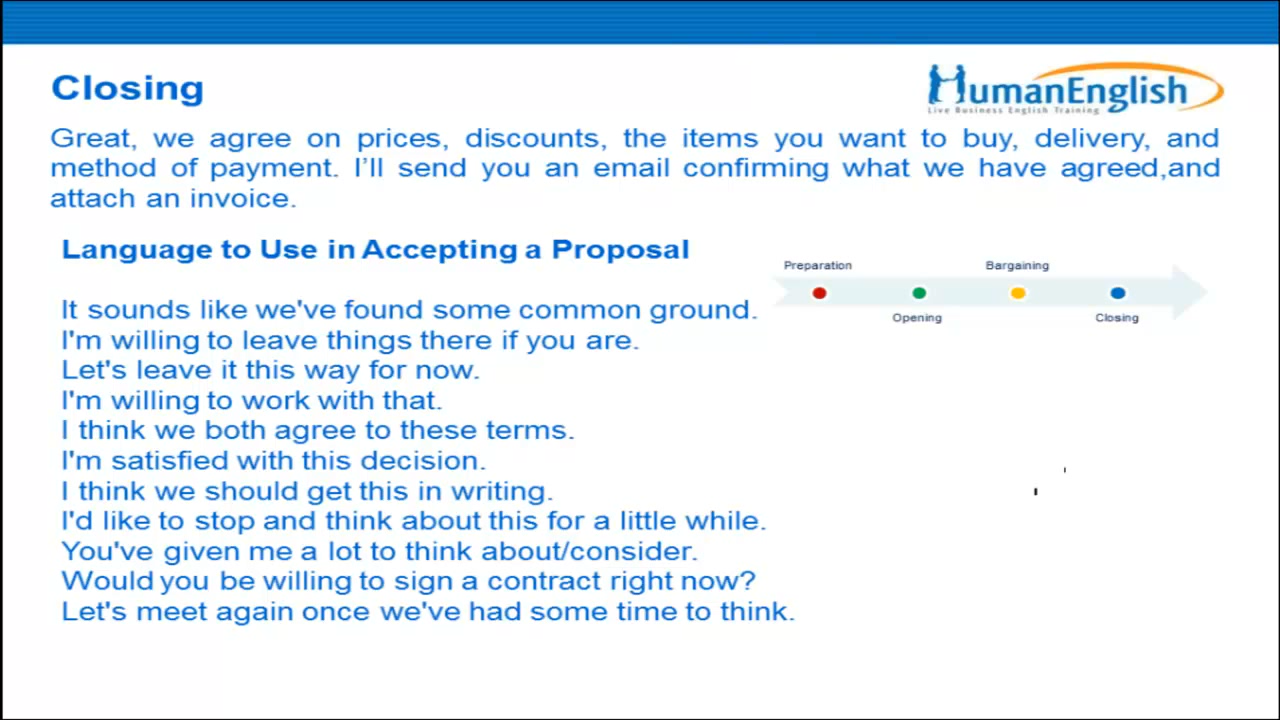 Closing
HumanEnglish
Live Business English Training
Great, we agree on prices, discounts, the items you want to buy, delivery, and
method of payment. I’ll send you an email confirming what we have agreed,and
attach an invoice.
Language to Use in Accepting a Proposal
Preparation
Bargaining
Opening
Closing
It sounds like we've found some common ground.
I'm willing to leave things there if you are.
Let's leave it this way for now.
I'm willing to work with that.
I think we both agree to these terms.
I'm satisfied with this decision.
I think we should get this in writing.
I'd like to stop and think about this for a little while.
You've given me a lot to think about/consider.
Would you be willing to sign a contract right now?
Let's meet again once we've had some time to think.